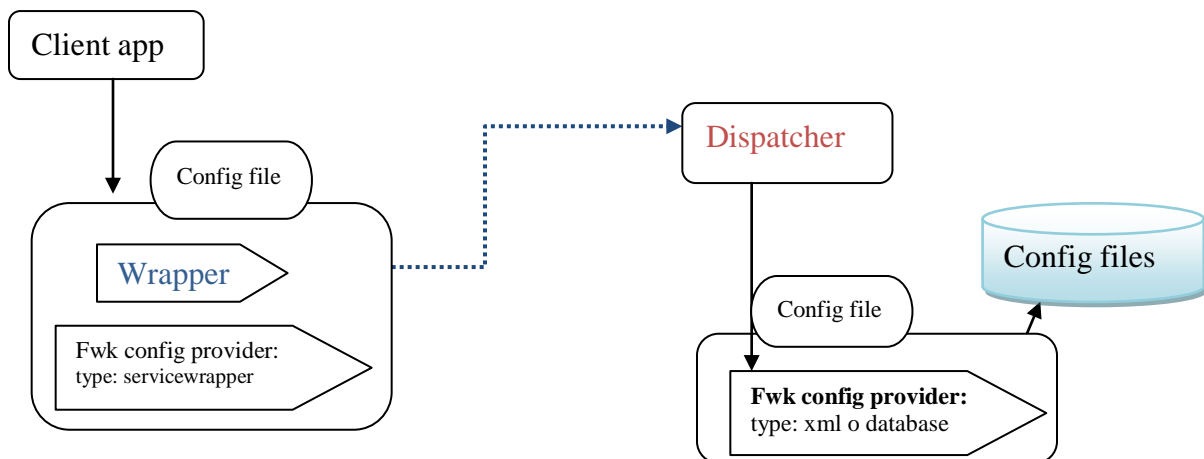 Client app
Config file
Wrapper
Fwk config provider:
type: servicewrapper
Dispatcher
Config files
Config file
Fwk config provider:
type: xml o database